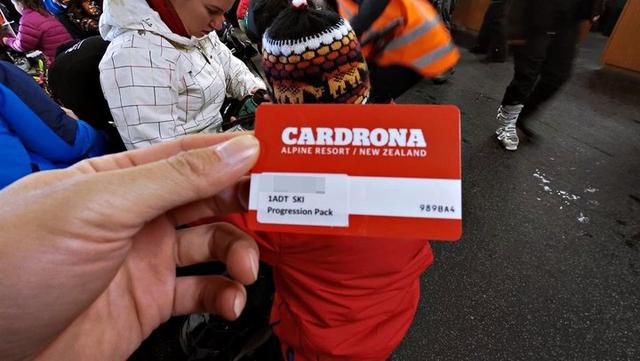 CARDRONA
ALPINE RESORT / NEW ZEALAND
1ADT SKI
Progression Pack
989BA4